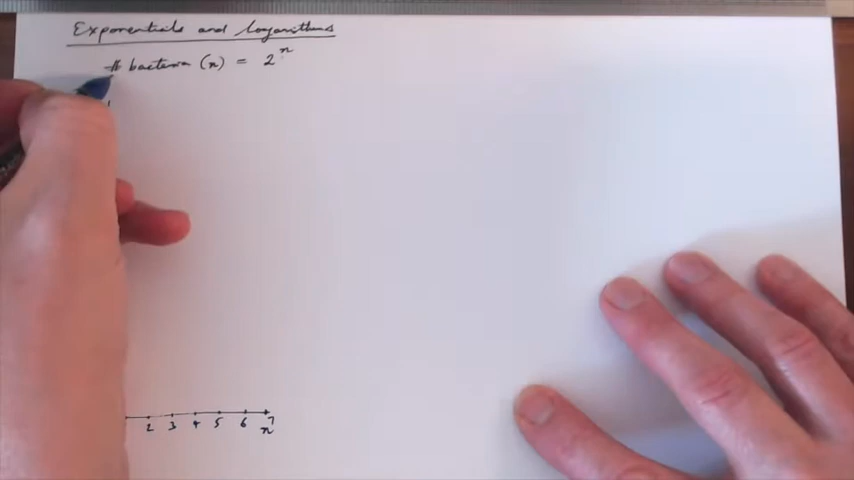 Exponentials and Logarithms
# bacteria (n) = 2^n
2 3 4 5 6 7
n